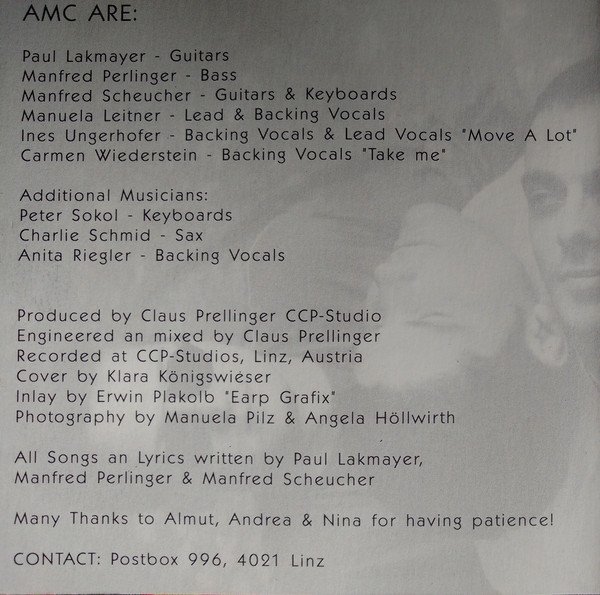 AMC ARE:
Paul Lakmayer - Guitars
Manfred Perlinger - Bass
Manfred Scheucher - Guitars & Keyboards
Manuela Leitner - Lead & Backing Vocals
Ines Ungerhofer - Backing Vocals & Lead Vocals "Move A Lot"
Carmen Wiederstein - Backing Vocals "Take me"
Additional Musicians:
Peter Sokol - Keyboards
Charlie Schmid - Sax
Anita Riegler - Backing Vocals
Produced by Claus Prellinger CCP-Studio
Engineered an mixed by Claus Prellinger
Recorded at CCP-Studios, Linz, Austria
Cover by Klara Königswieser
Inlay by Erwin Plakolb "Earp Grafix"
Photography by Manuela Pilz & Angela Höllwirth
All Songs an Lyrics written by Paul Lakmayer,
Manfred Perlinger & Manfred Scheucher
Many Thanks to Almut, Andrea & Nina for having patience!
CONTACT: Postbox 996, 4021 Linz